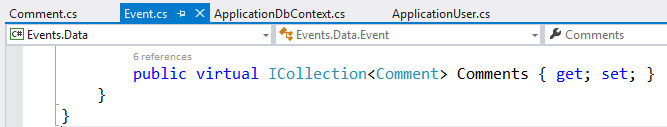 Comment.cs Event.cs ApplicationDbContext.cs ApplicationUser.cs
C# Events.Data Events.Data.Event Comments
6 references
public virtual ICollection<Comment> Comments { get; set; }
}
}